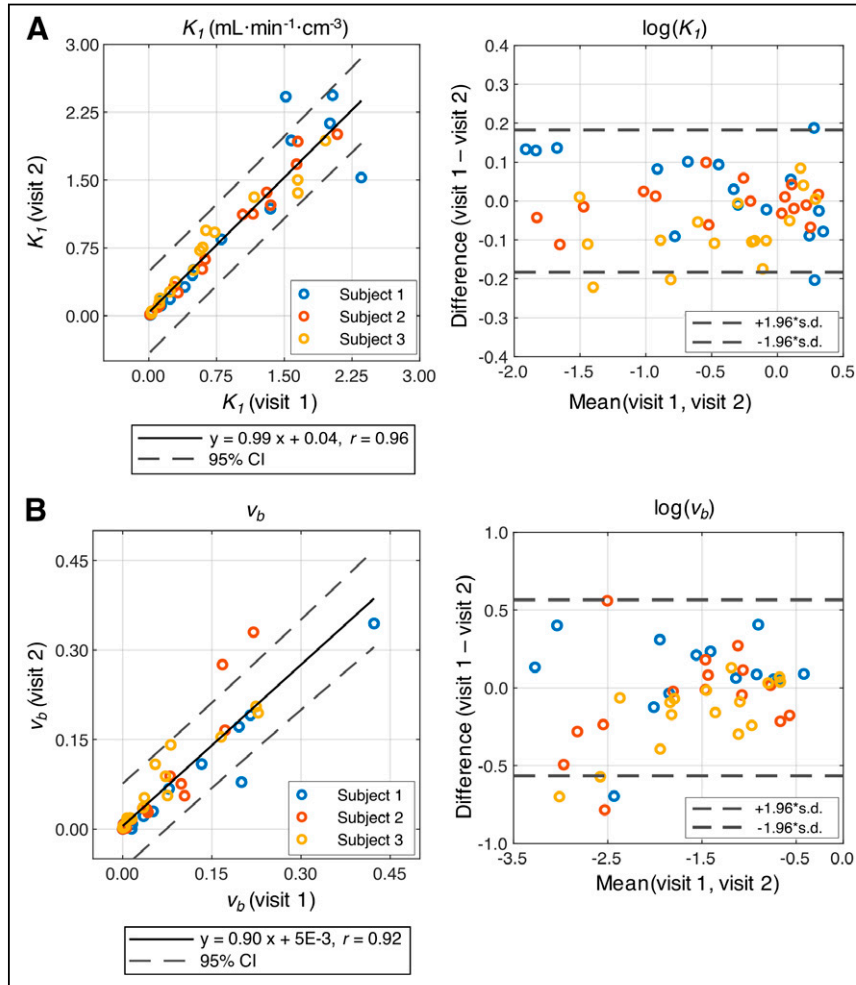 A
K₁ (mL·min⁻¹·cm⁻³)
3.00
2.25
1.50
0.75
0.00
K₁ (visit 2)
Subject 1
Subject 2
Subject 3
0.00 0.75 1.50 2.25 3.00
K₁ (visit 1)
y = 0.99 x + 0.04, r = 0.96
95% CI
log(K₁)
0.4
0.3
0.2
0.1
0.0
-0.1
-0.2
-0.3
-0.4
Difference (visit 1 – visit 2)
+1.96*s.d.
-1.96*s.d.
-2.0 -1.5 -1.0 -0.5 0.0 0.5
Mean(visit 1, visit 2)
B
v_b
0.45
0.30
0.15
0.00
v_b (visit 2)
Subject 1
Subject 2
Subject 3
0.00 0.15 0.30 0.45
v_b (visit 1)
y = 0.90 x + 5E-3, r = 0.92
95% CI
log(v_b)
1.0
0.5
0.0
-0.5
-1.0
Difference (visit 1 – visit 2)
+1.96*s.d.
-1.96*s.d.
-3.5 -2.5 -1.5 -0.5 0.0
Mean(visit 1, visit 2)